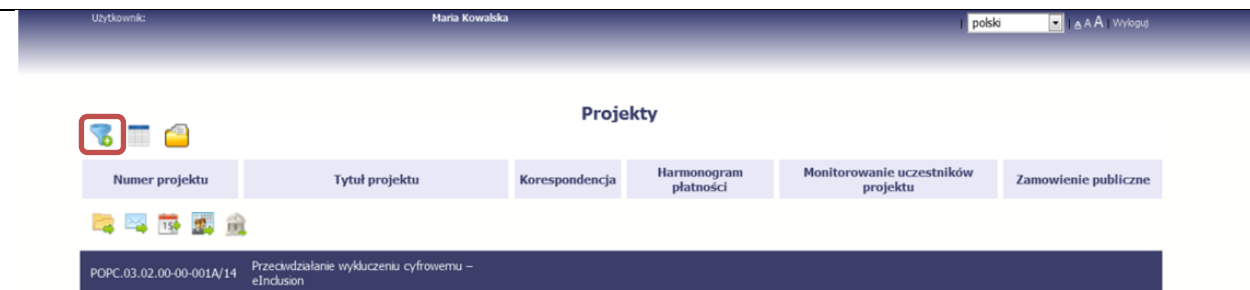 Użytkownik: Maria Kowalska | polski | A A A | Wyloguj
Projekty
Numer projektu Tytuł projektu Korespondencja Harmonogram płatności Monitorowanie uczestników projektu Zamowienie publiczne
15
POPC.03.02.00-00-001A/14 Przeciwdziałanie wykluczeniu cyfrowemu –
eInclusion